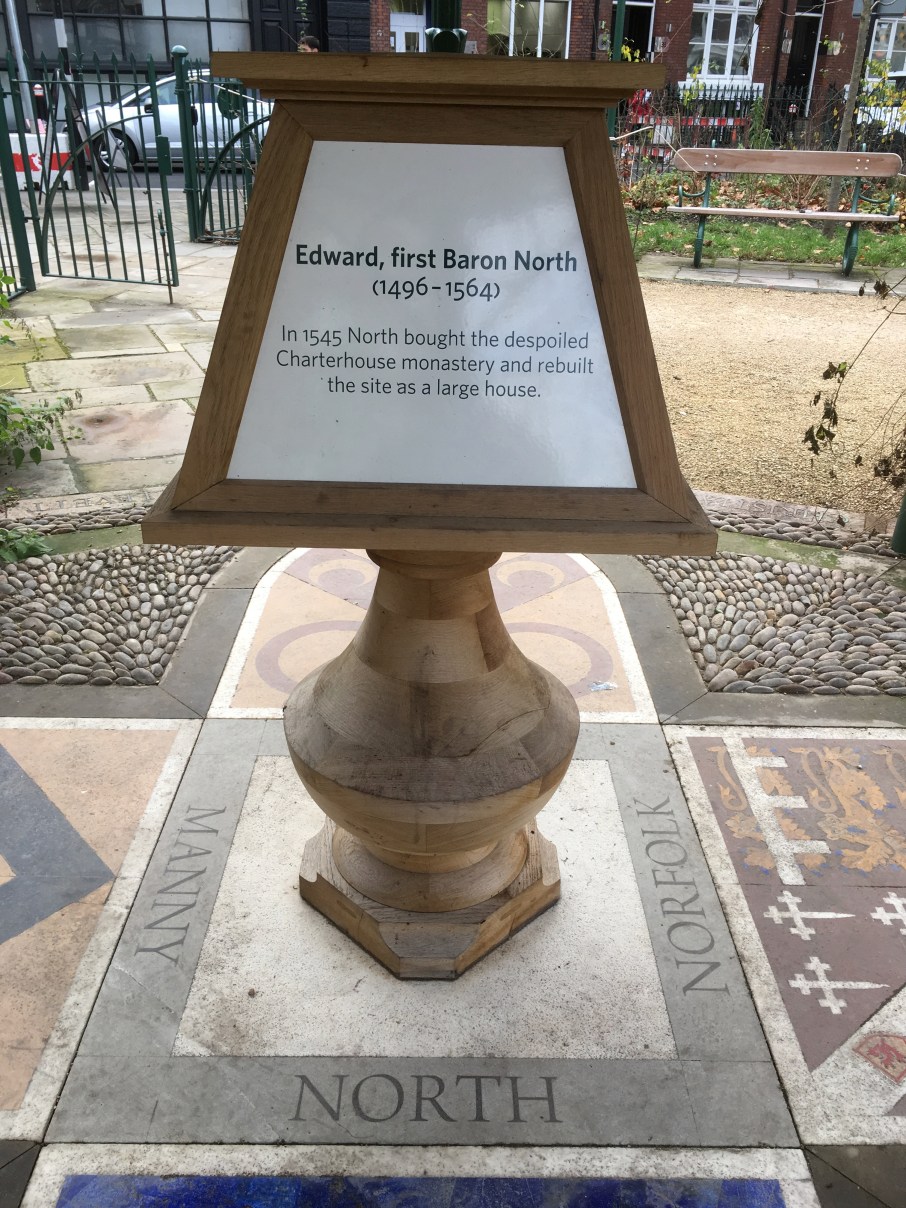 Edward, first Baron North
(1496–1564)
In 1545 North bought the despoiled
Charterhouse monastery and rebuilt
the site as a large house.
MANNY
NORFOLK
NORTH